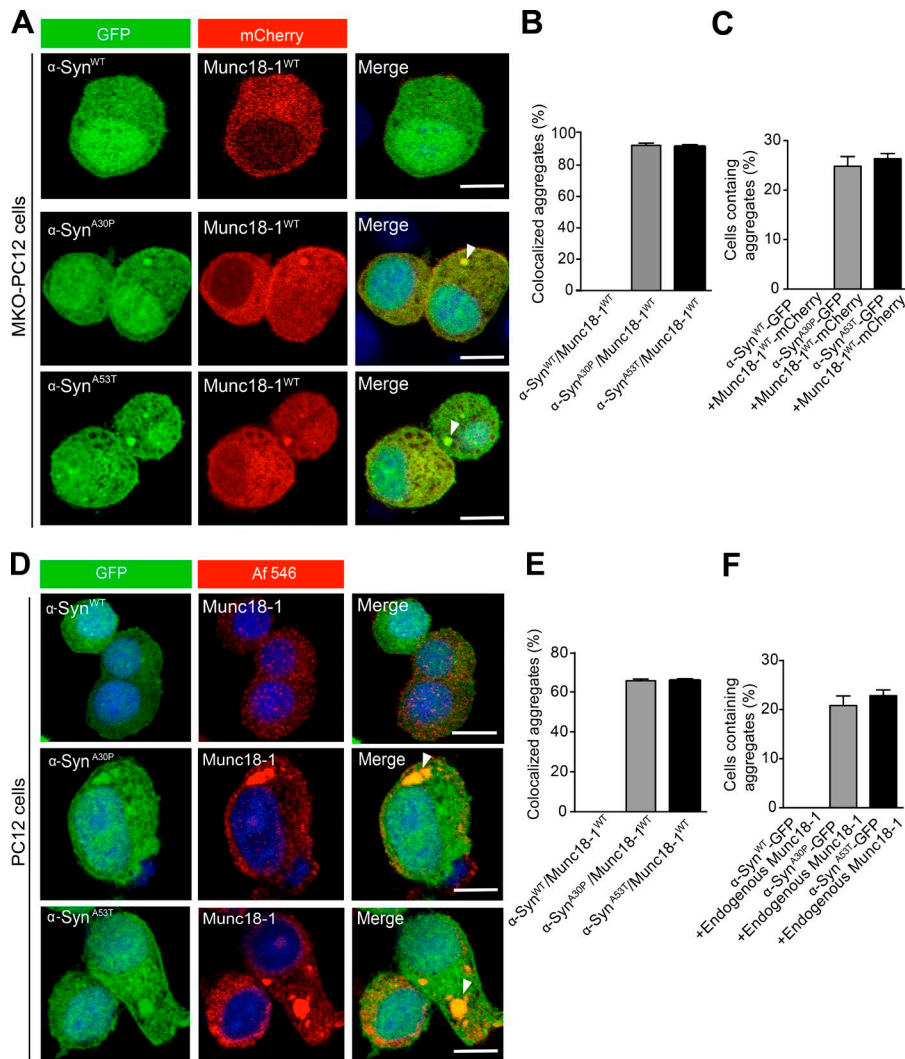 A
GFP
mCherry
α-Syn^WT
Munc18-1^WT
Merge
α-Syn^A30P
Munc18-1^WT
Merge
α-Syn^A53T
Munc18-1^WT
Merge
MKO-PC12 cells
B
Colocalized aggregates (%)
100
80
60
40
20
0
α-Syn^WT/Munc18-1^WT
α-Syn^A30P/Munc18-1^WT
α-Syn^A53T/Munc18-1^WT
C
Cells containg
aggregates (%)
30
20
10
0
α-Syn^WT-GFP
+Munc18-1^WT-mCherry
α-Syn^A30P-GFP
+Munc18-1^WT-mCherry
α-Syn^A53T-GFP
+Munc18-1^WT-mCherry
D
GFP
Af 546
α-Syn^WT
Munc18-1
Merge
α-Syn^A30P
Munc18-1
Merge
α-Syn^A53T
Munc18-1
Merge
PC12 cells
E
Colocalized aggregates (%)
80
60
40
20
0
α-Syn^WT/Munc18-1^WT
α-Syn^A30P/Munc18-1^WT
α-Syn^A53T/Munc18-1^WT
F
Cells containing
aggregates (%)
30
20
10
0
α-Syn^WT-GFP
+Endogenous Munc18-1
α-Syn^A30P-GFP
+Endogenous Munc18-1
α-Syn^A53T-GFP
+Endogenous Munc18-1